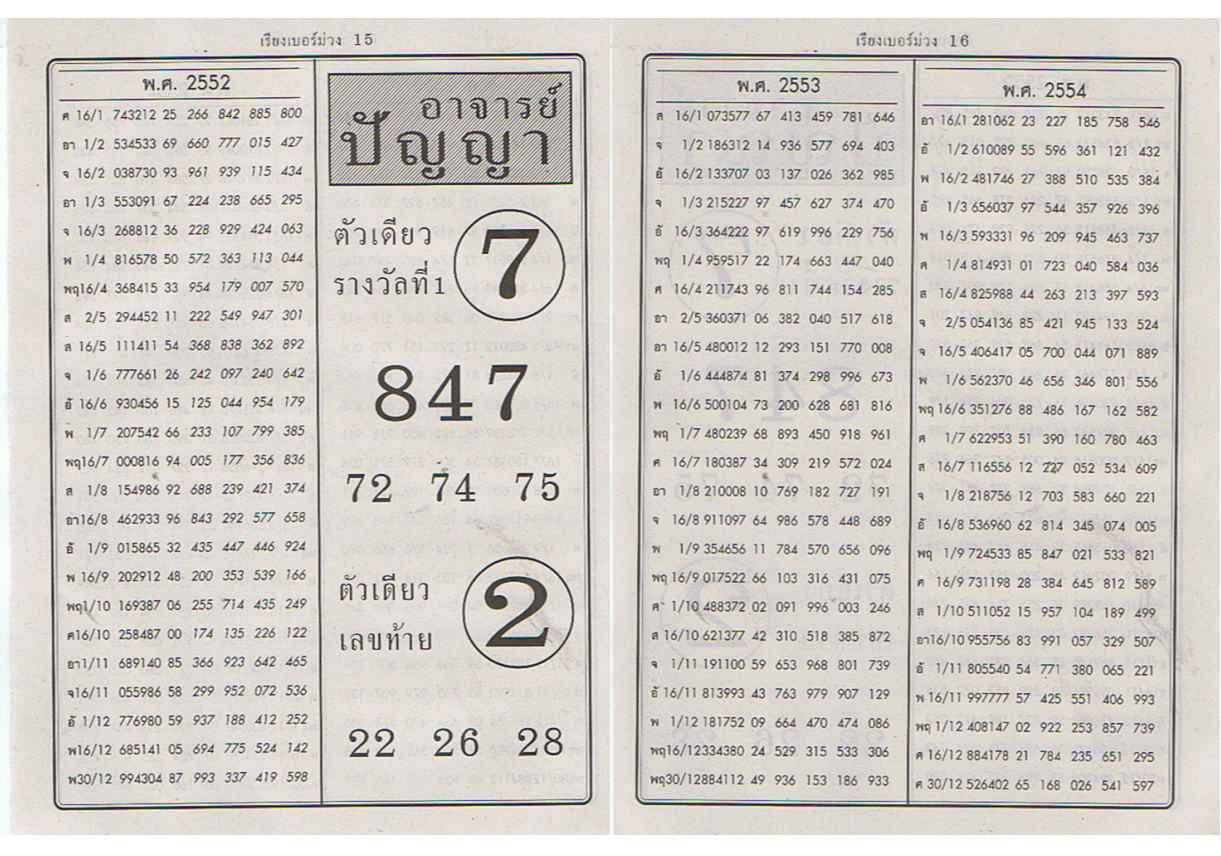 เรียงเบอร์ม่วง 15
พ.ศ. 2552
ศ 16/1 743212 25 266 842 885 800
อา 1/2 534533 69 660 777 015 427
จ 16/2 038730 93 961 939 115 434
อา 1/3 553091 67 224 238 665 295
จ 16/3 268812 36 228 929 424 063
พ 1/4 816578 50 572 363 113 044
พฤ16/4 368415 33 954 179 007 570
ส 2/5 294452 11 222 549 947 301
ส 16/5 111411 54 368 838 362 892
จ 1/6 777661 26 242 097 240 642
อั 16/6 930456 15 125 044 954 179
พ 1/7 207542 66 233 107 799 385
พฤ16/7 000816 94 005 177 356 836
ส 1/8 154986 92 688 239 421 374
อา16/8 462933 96 843 292 577 658
อั 1/9 015865 32 435 447 446 924
พ 16/9 202912 48 200 353 539 166
พฤ1/10 169387 06 255 714 435 249
ศ16/10 258487 00 174 135 226 122
อา1/11 689140 85 366 923 642 465
จ16/11 055986 58 299 952 072 536
อั 1/12 776980 59 937 188 412 252
พ16/12 685141 05 694 775 524 142
พ30/12 994304 87 993 337 419 598
อาจารย์
ปัญญา
ตัวเดียว
รางวัลที่1
7
847
72 74 75
ตัวเดียว
เลขท้าย
2
22 26 28
เรียงเบอร์ม่วง 16
พ.ศ. 2553
ส 16/1 073577 67 413 459 781 646
จ 1/2 186312 14 936 577 694 403
อั 16/2 133707 03 137 026 362 985
จ 1/3 215227 97 457 627 374 470
อั 16/3 364222 97 619 996 229 756
พฤ 1/4 959517 22 174 663 447 040
ศ 16/4 211743 96 811 744 154 285
อา 2/5 360371 06 382 040 517 618
อา 16/5 480012 12 293 151 770 008
อั 1/6 444874 81 374 298 096 673
พ 16/6 500104 73 200 628 681 816
พฤ 1/7 480239 68 893 450 918 961
ศ 16/7 180387 34 309 219 572 024
อา 1/8 210008 10 769 182 727 191
จ 16/8 911097 64 986 578 448 689
พ 1/9 354656 11 784 570 656 096
พฤ 16/9 017522 66 103 316 431 075
ศ 1/10 488372 02 091 996 003 246
ส 16/10 621377 42 310 518 385 872
จ 1/11 191100 59 653 968 801 739
อั 16/11 813993 43 763 979 907 129
พ 1/12 181752 09 664 470 474 086
พฤ16/12334380 24 529 315 533 306
พฤ30/12884112 49 936 153 186 933
พ.ศ. 2554
อา 16/1 281062 23 227 185 758 546
อั 1/2 610089 55 596 361 121 432
พ 16/2 481746 27 388 510 535 384
อั 1/3 656037 97 544 357 926 396
พ 16/3 593331 96 209 945 463 737
ศ 1/4 814931 01 723 040 584 036
ส 16/4 825988 44 263 213 397 593
จ 2/5 054136 85 421 945 133 524
จ 16/5 406417 05 700 044 071 889
พ 1/6 562370 46 656 346 801 556
พฤ 16/6 351276 88 486 167 162 582
ศ 1/7 622953 51 390 160 780 463
ส 16/7 116556 12 227 052 534 609
จ 1/8 218756 12 703 583 660 221
อั 16/8 536960 62 814 345 074 005
พฤ 1/9 724533 85 847 021 533 821
ศ 16/9 731198 28 384 645 812 589
ส 1/10 511052 15 957 104 189 499
อา16/10 955756 83 991 057 329 507
อั 1/11 805540 54 771 380 065 221
พ 16/11 997777 57 425 551 406 993
พฤ 1/12 408147 02 922 253 857 739
ศ 16/12 884178 21 784 235 651 295
ศ 30/12 526402 65 168 026 541 597